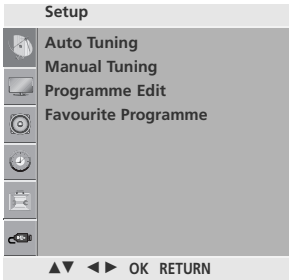 Setup
Auto Tuning
Manual Tuning
Programme Edit
Favourite Programme
▲▼ ◄► OK RETURN